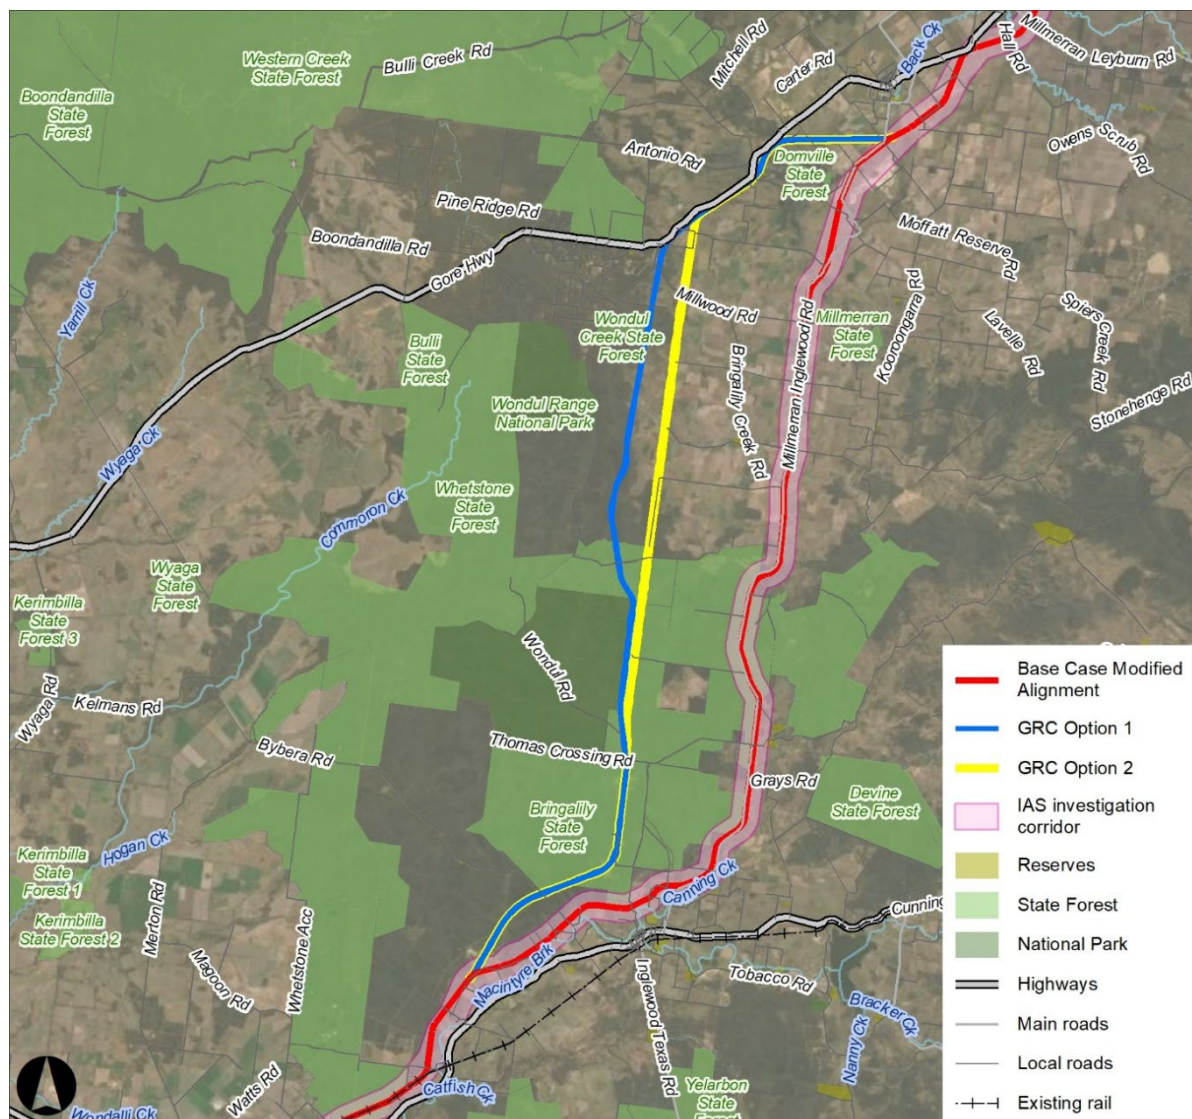 Mitchell Rd
Back Ck
Hall Rd
Millmerran Leyburn Rd
Western Creek
State Forest
Bulli Creek Rd
Carter Rd
Boondandilla
State
Forest
Owens Scrub Rd
Antonio Rd
Domville
State
Forest
Pine Ridge Rd
Boondandilla Rd
Moffatt Reserve
Rd
Gore Hwy
Yarrill Ck
Millwood Rd
Kooroongarra Rd
Spiers Creek Rd
Lavelle Rd
Wondul
Creek State
Forest
Millmerran
State
Forest
Bulli
State
Forest
Bringalily Creek Rd
Millmerran Inglewood Rd
Stonehenge Rd
Wondul Range
National Park
Wyaga Ck
Whetstone
State
Forest
Commoron Ck
Wyaga
State
Forest
Kerimbilla
State
Forest 3
Wondul Rd
Wyaga Rd
Kelmans Rd
Bybera Rd
Thomas Crossing Rd
Grays Rd
Bringalily
State
Forest
Devine
State Forest
Hogan Ck
Kerimbilla
State
Forest 1
Kerimbilla
State Forest 2
Merton Rd
Magoon Rd
Whetstone Acc
Canning Ck
Cunning
Macintyre Brk
Inglewood Texas Rd
Tobacco Rd
Bracker Ck
Nanny Ck
Watts Rd
Catfish Ck
Yelarbon
State
Forest
Wondalli Ck
Base Case Modified
Alignment
GRC Option 1
GRC Option 2
IAS investigation
corridor
Reserves
State Forest
National Park
Highways
Main roads
Local roads
Existing rail